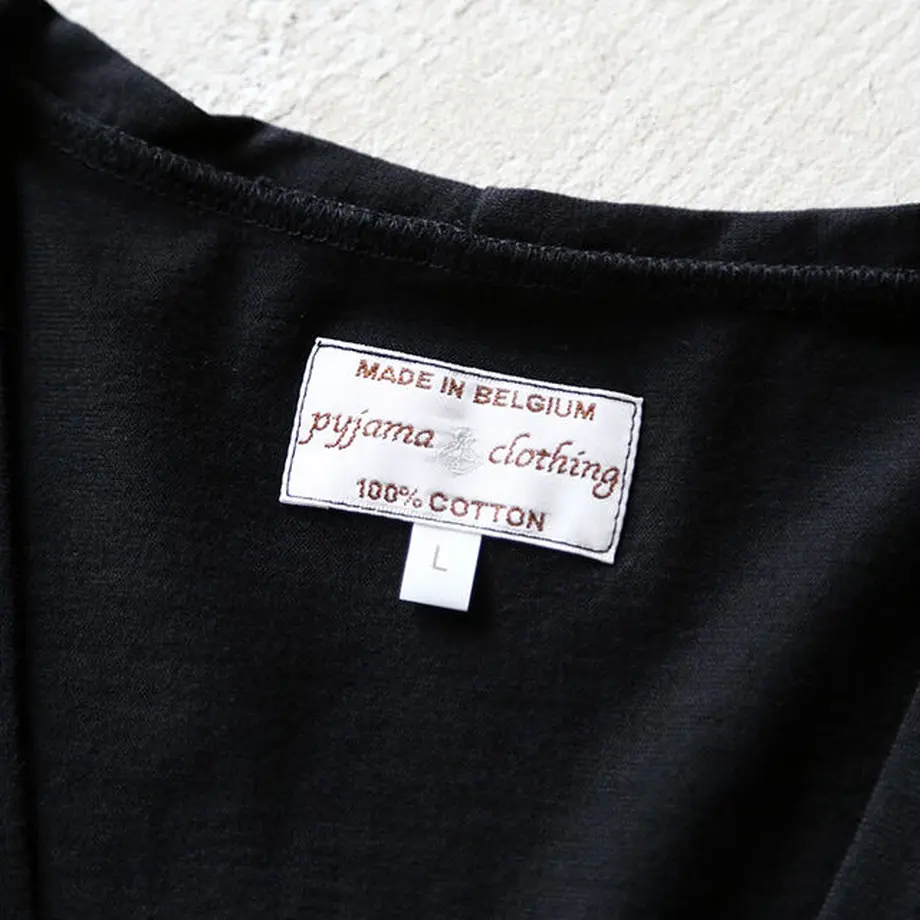 MADE IN BELGIUM
pyjama clothing
100% COTTON
L